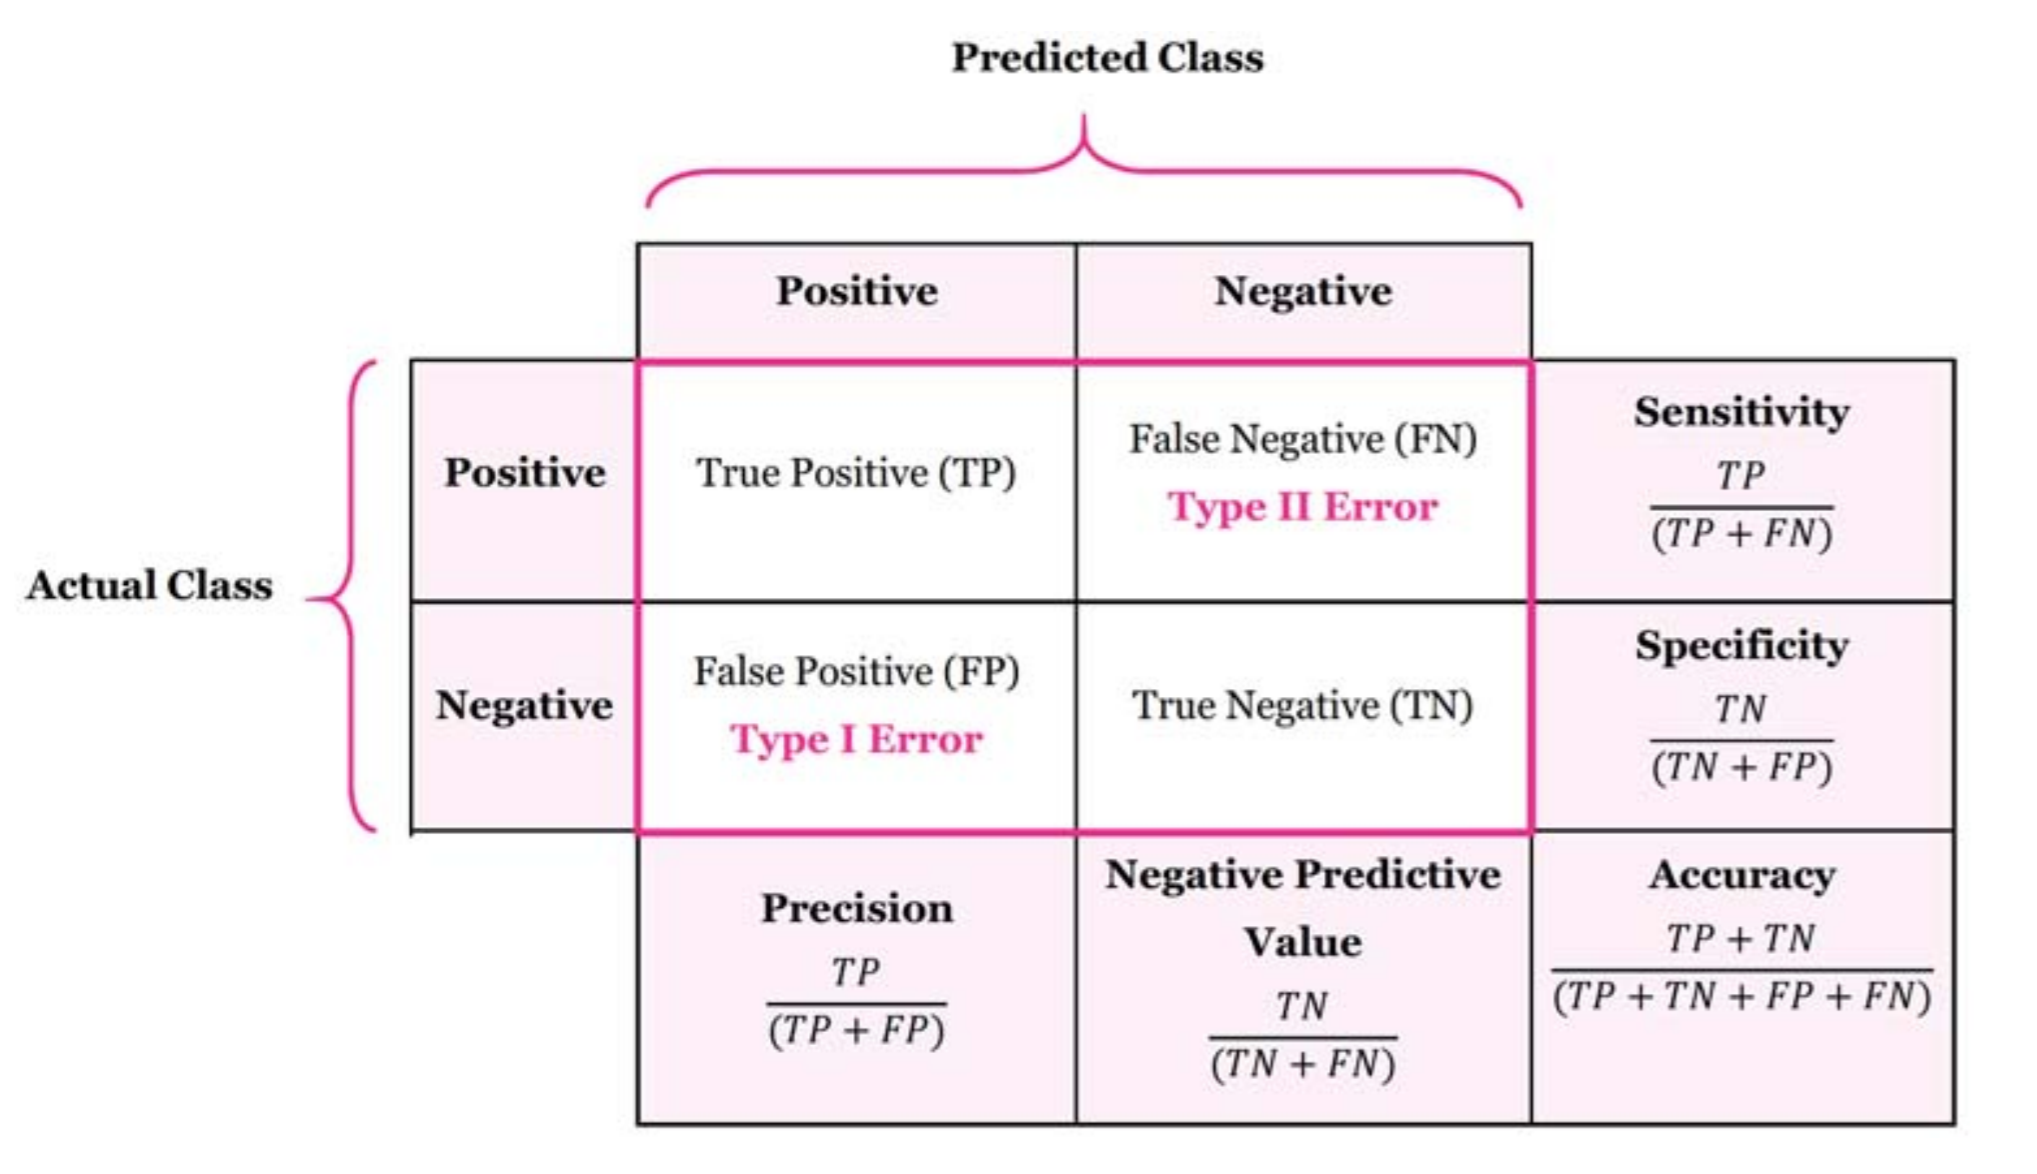 Predicted Class
Positive
Negative
Actual Class
Positive
True Positive (TP)
False Negative (FN)
Type II Error
Sensitivity
TP
(TP + FN)
Negative
False Positive (FP)
Type I Error
True Negative (TN)
Specificity
TN
(TN + FP)
Precision
TP
(TP + FP)
Negative Predictive
Value
TN
(TN + FN)
Accuracy
TP + TN
(TP + TN + FP + FN)